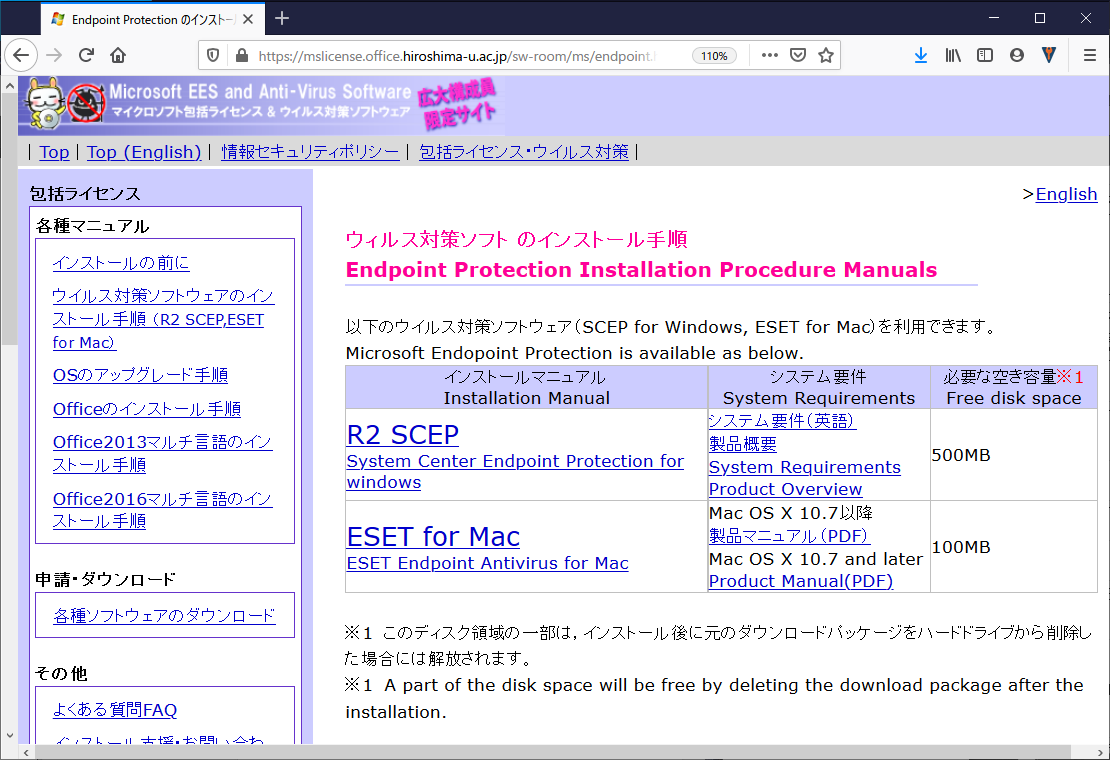 Endpoint Protection のインストー
https://mslicense.office.hiroshima-u.ac.jp/sw-room/ms/endpoint.
110%
Microsoft EES and Anti-Virus Software
マイクロソフト包括ライセンス & ウイルス対策ソフトウェア
広大構成員
限定サイト
| Top | Top (English) | 情報セキュリティポリシー | 包括ライセンス・ウイルス対策 |
包括ライセンス
各種マニュアル
インストールの前に
ウイルス対策ソフトウェアのイン
ストール手順（R2 SCEP,ESET
for Mac）
OSのアップグレード手順
Officeのインストール手順
Office2013マルチ言語のイン
ストール手順
Office2016マルチ言語のイン
ストール手順
申請・ダウンロード
各種ソフトウェアのダウンロード
その他
よくある質問FAQ
インストール支援・お問い合わ
>English
ウィルス対策ソフト のインストール手順
Endpoint Protection Installation Procedure Manuals
以下のウイルス対策ソフトウェア（SCEP for Windows, ESET for Mac）を利用できます。
Microsoft Endopoint Protection is available as below.
インストールマニュアル
Installation Manual
システム要件
System Requirements
必要な空き容量※1
Free disk space
R2 SCEP
System Center Endpoint Protection for
windows
システム要件（英語）
製品概要
System Requirements
Product Overview
500MB
ESET for Mac
ESET Endpoint Antivirus for Mac
Mac OS X 10.7以降
製品マニュアル（PDF）
Mac OS X 10.7 and later
Product Manual(PDF)
100MB
※1 このディスク領域の一部は，インストール後に元のダウンロードパッケージをハードドライブから削除し
た場合には解放されます。
※1 A part of the disk space will be free by deleting the download package after the
installation.